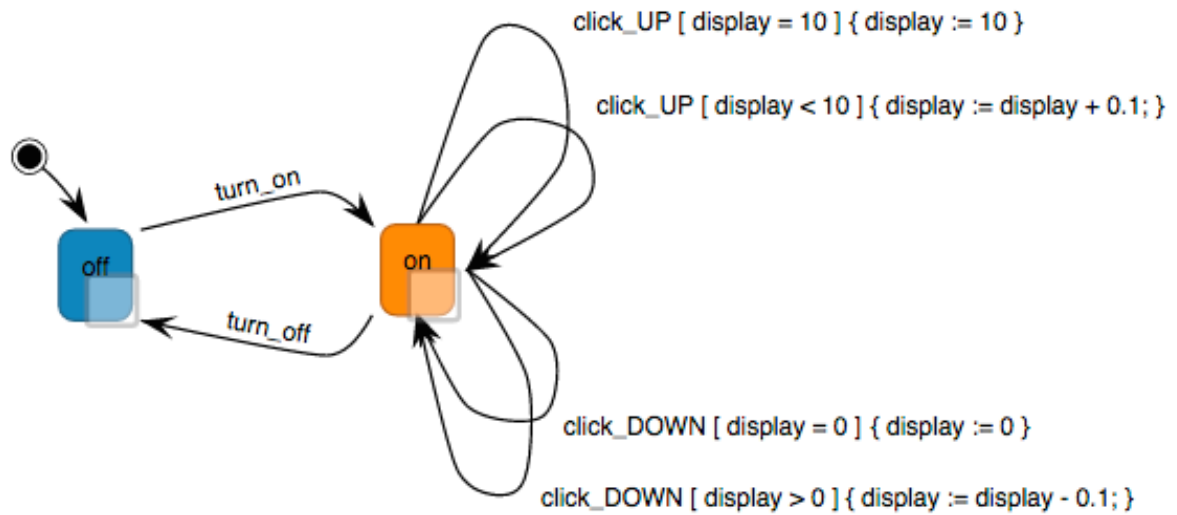 click_UP [ display = 10 ] { display := 10 }
click_UP [ display < 10 ] { display := display + 0.1; }
turn_on
off
on
turn_off
click_DOWN [ display = 0 ] { display := 0 }
click_DOWN [ display > 0 ] { display := display - 0.1; }